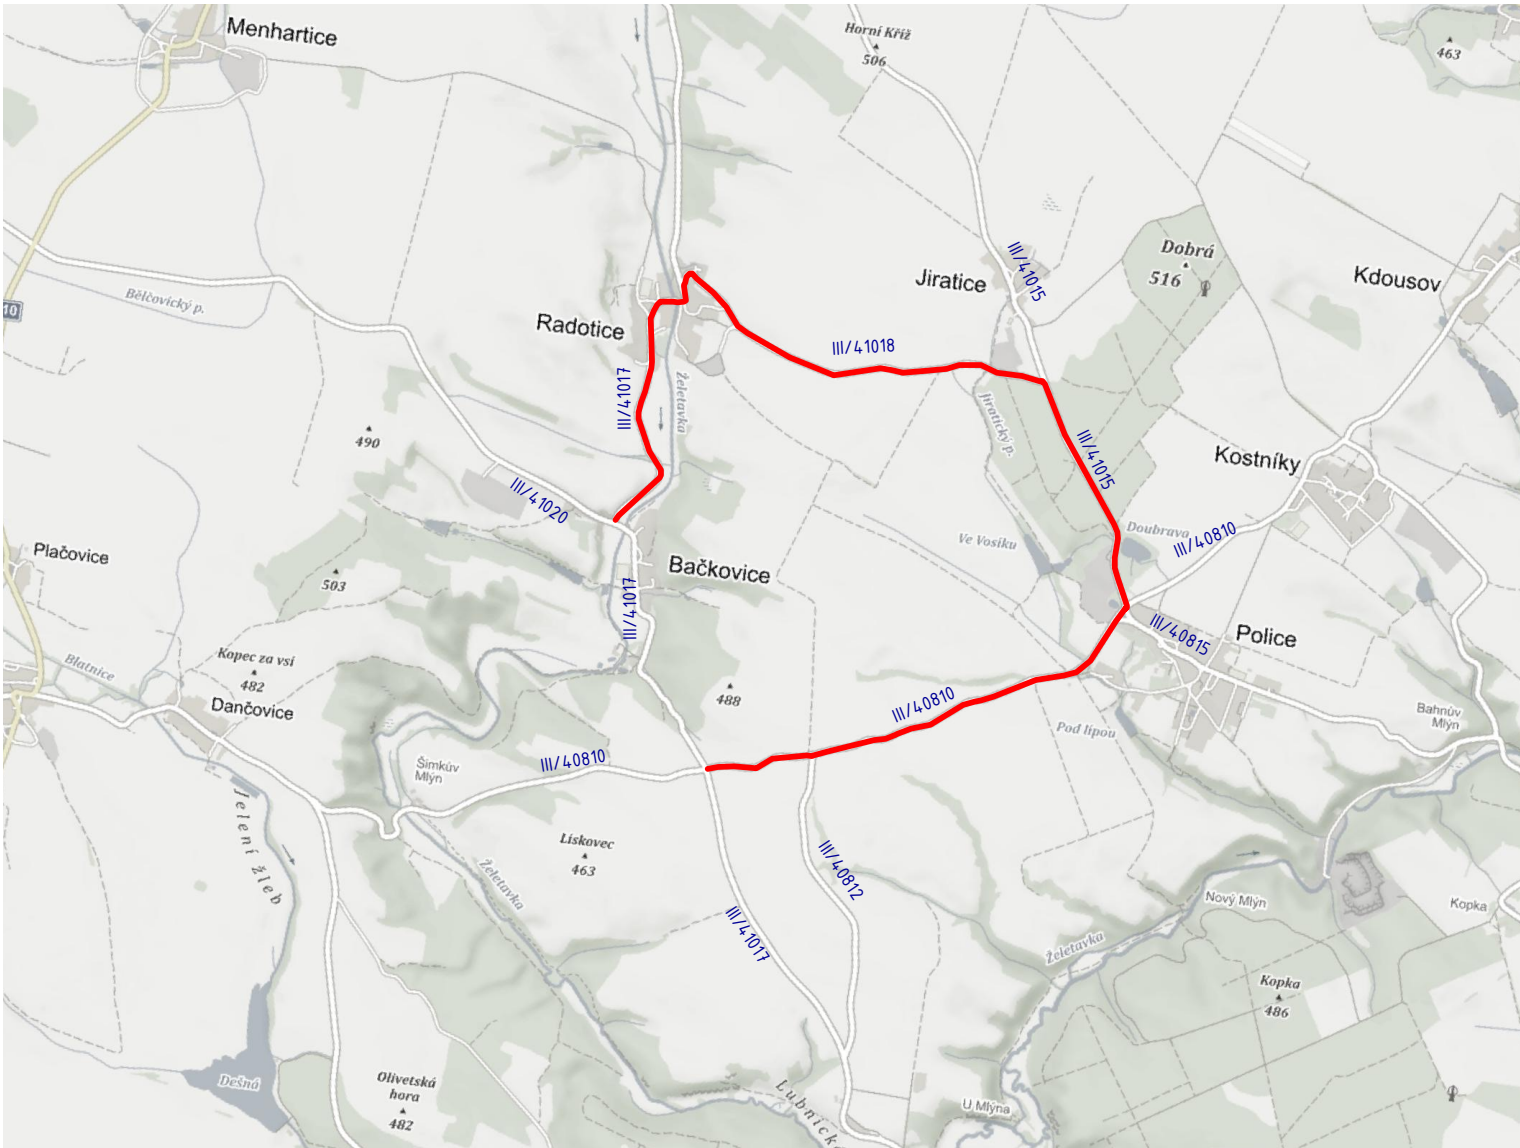 Menhartice
Horní Kříž
506
463
Jiratice
III/41015
Dobrá
516
Kdousov
Bělčovický p.
10
Radotice
III/41018
III/41017
Želetavka
Jiratický p.
490
III/41015
Kostníky
III/41020
Ve Vosíku
Doubrava
III/40810
Plačovice
503
Bačkovice
III/41017
III/40815
Police
Blatnice
Kopec za vsí
482
488
Dančovice
III/40810
Pod lipou
Bahnův
Mlýn
Šimkův
Mlýn
III/40810
Jelení žleb
Liskovec
463
Želetavka
III/40812
III/41017
Nový Mlýn
Kopka
Želetavka
Kopka
486
Dešná
Olivetská
hora
482
Lubnick
U Mlýna